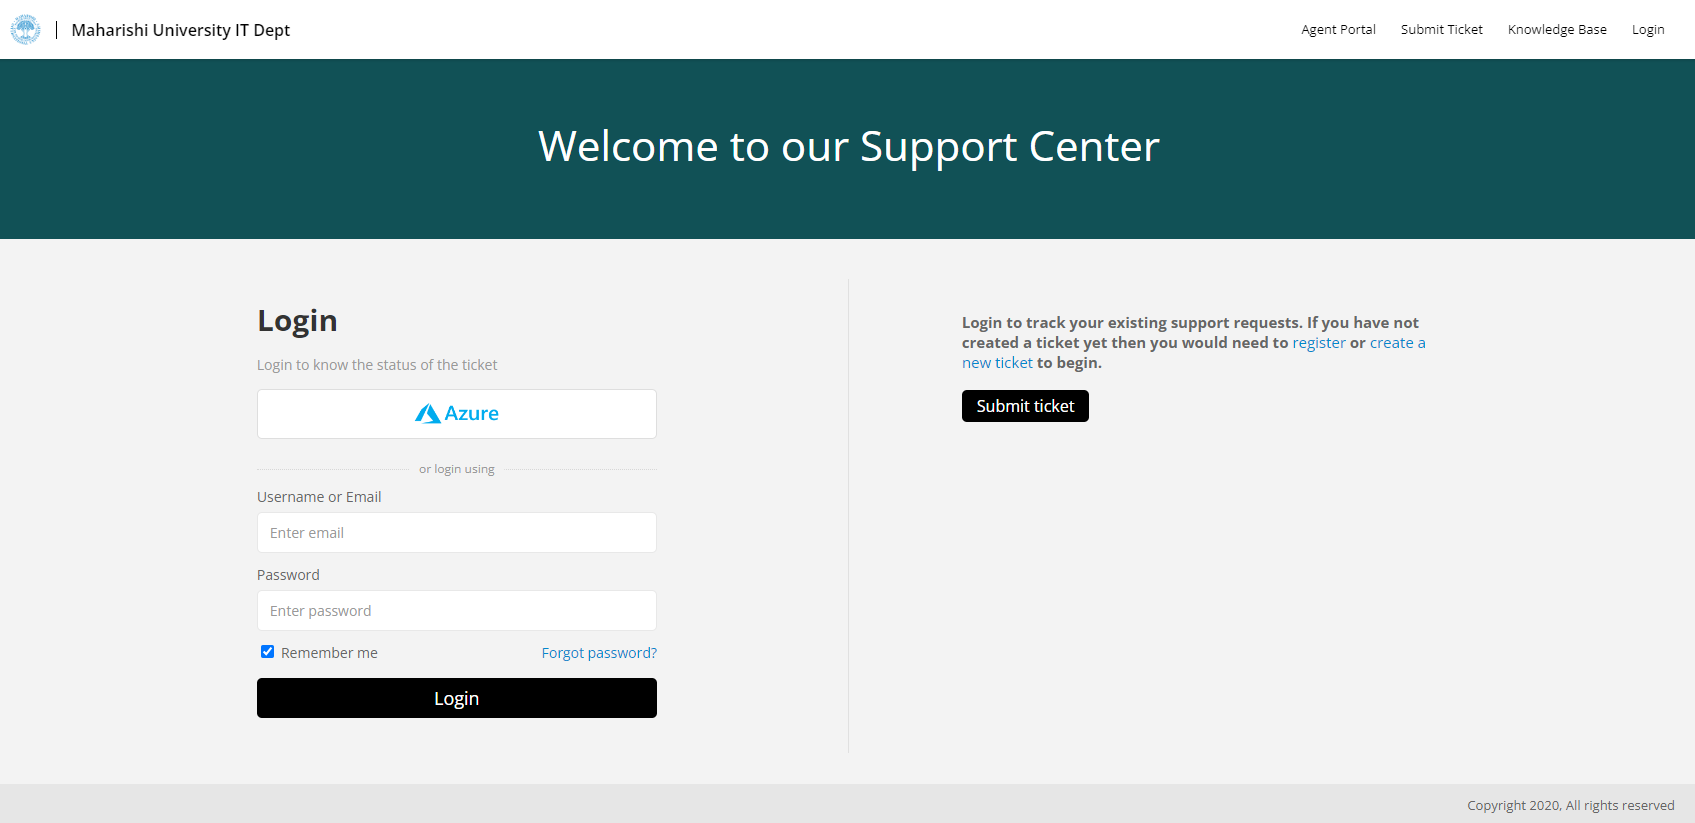 Maharishi University IT Dept
Agent Portal
Submit Ticket
Knowledge Base
Login
Welcome to our Support Center
Login
Login to know the status of the ticket
Azure
or login using
Username or Email
Enter email
Password
Enter password
Remember me
Forgot password?
Login
Login to track your existing support requests. If you have not
created a ticket yet then you would need to register or create a
new ticket to begin.
Submit ticket
Copyright 2020, All rights reserved